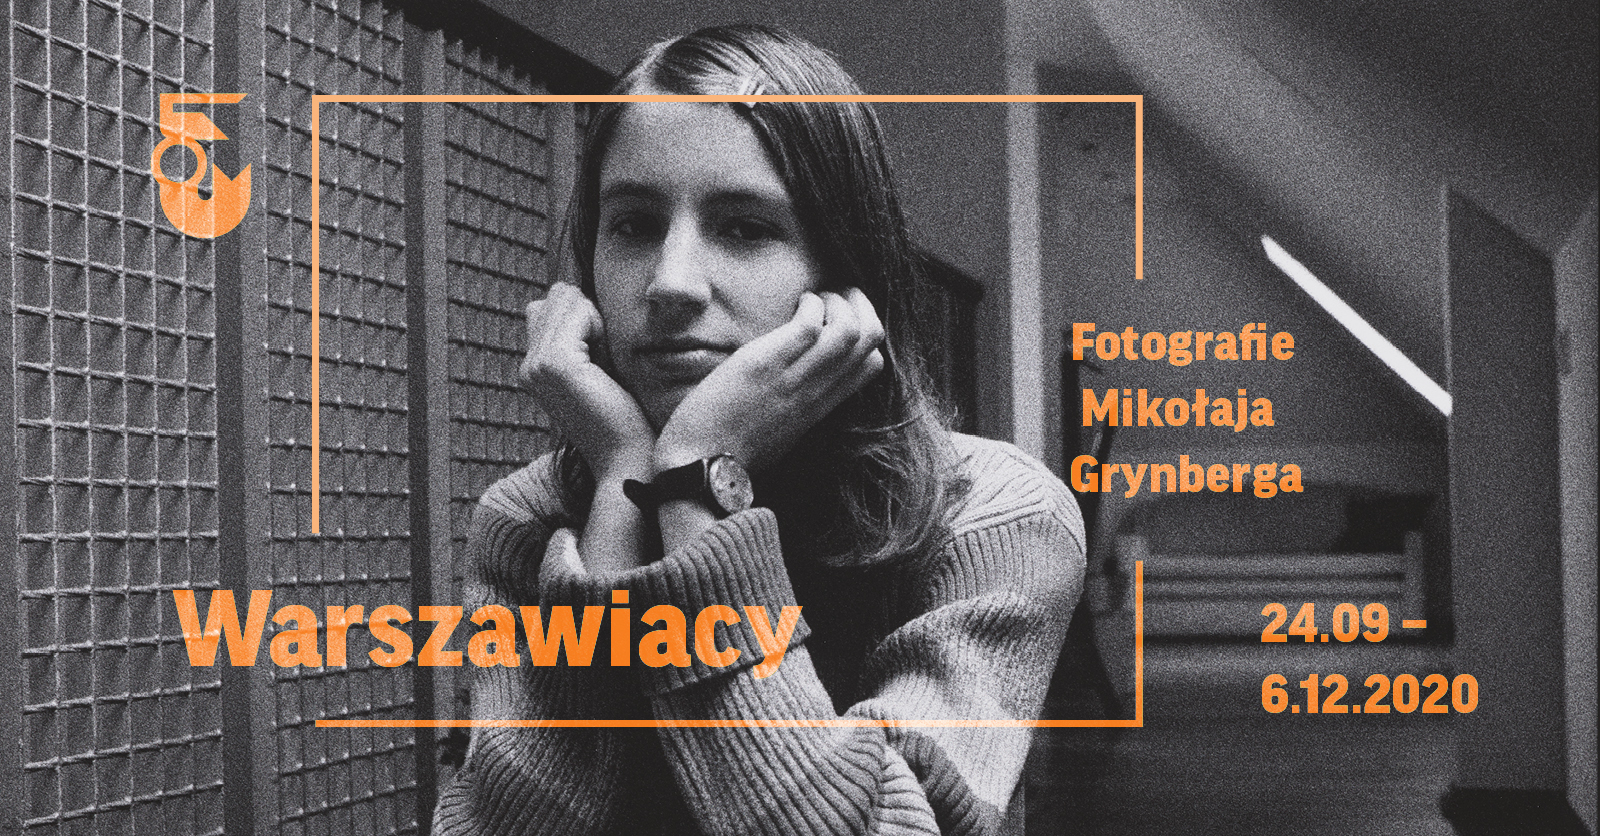 Fotografie
Mikołaja
Grynberga
Warszawiacy
24.09 –
6.12.2020